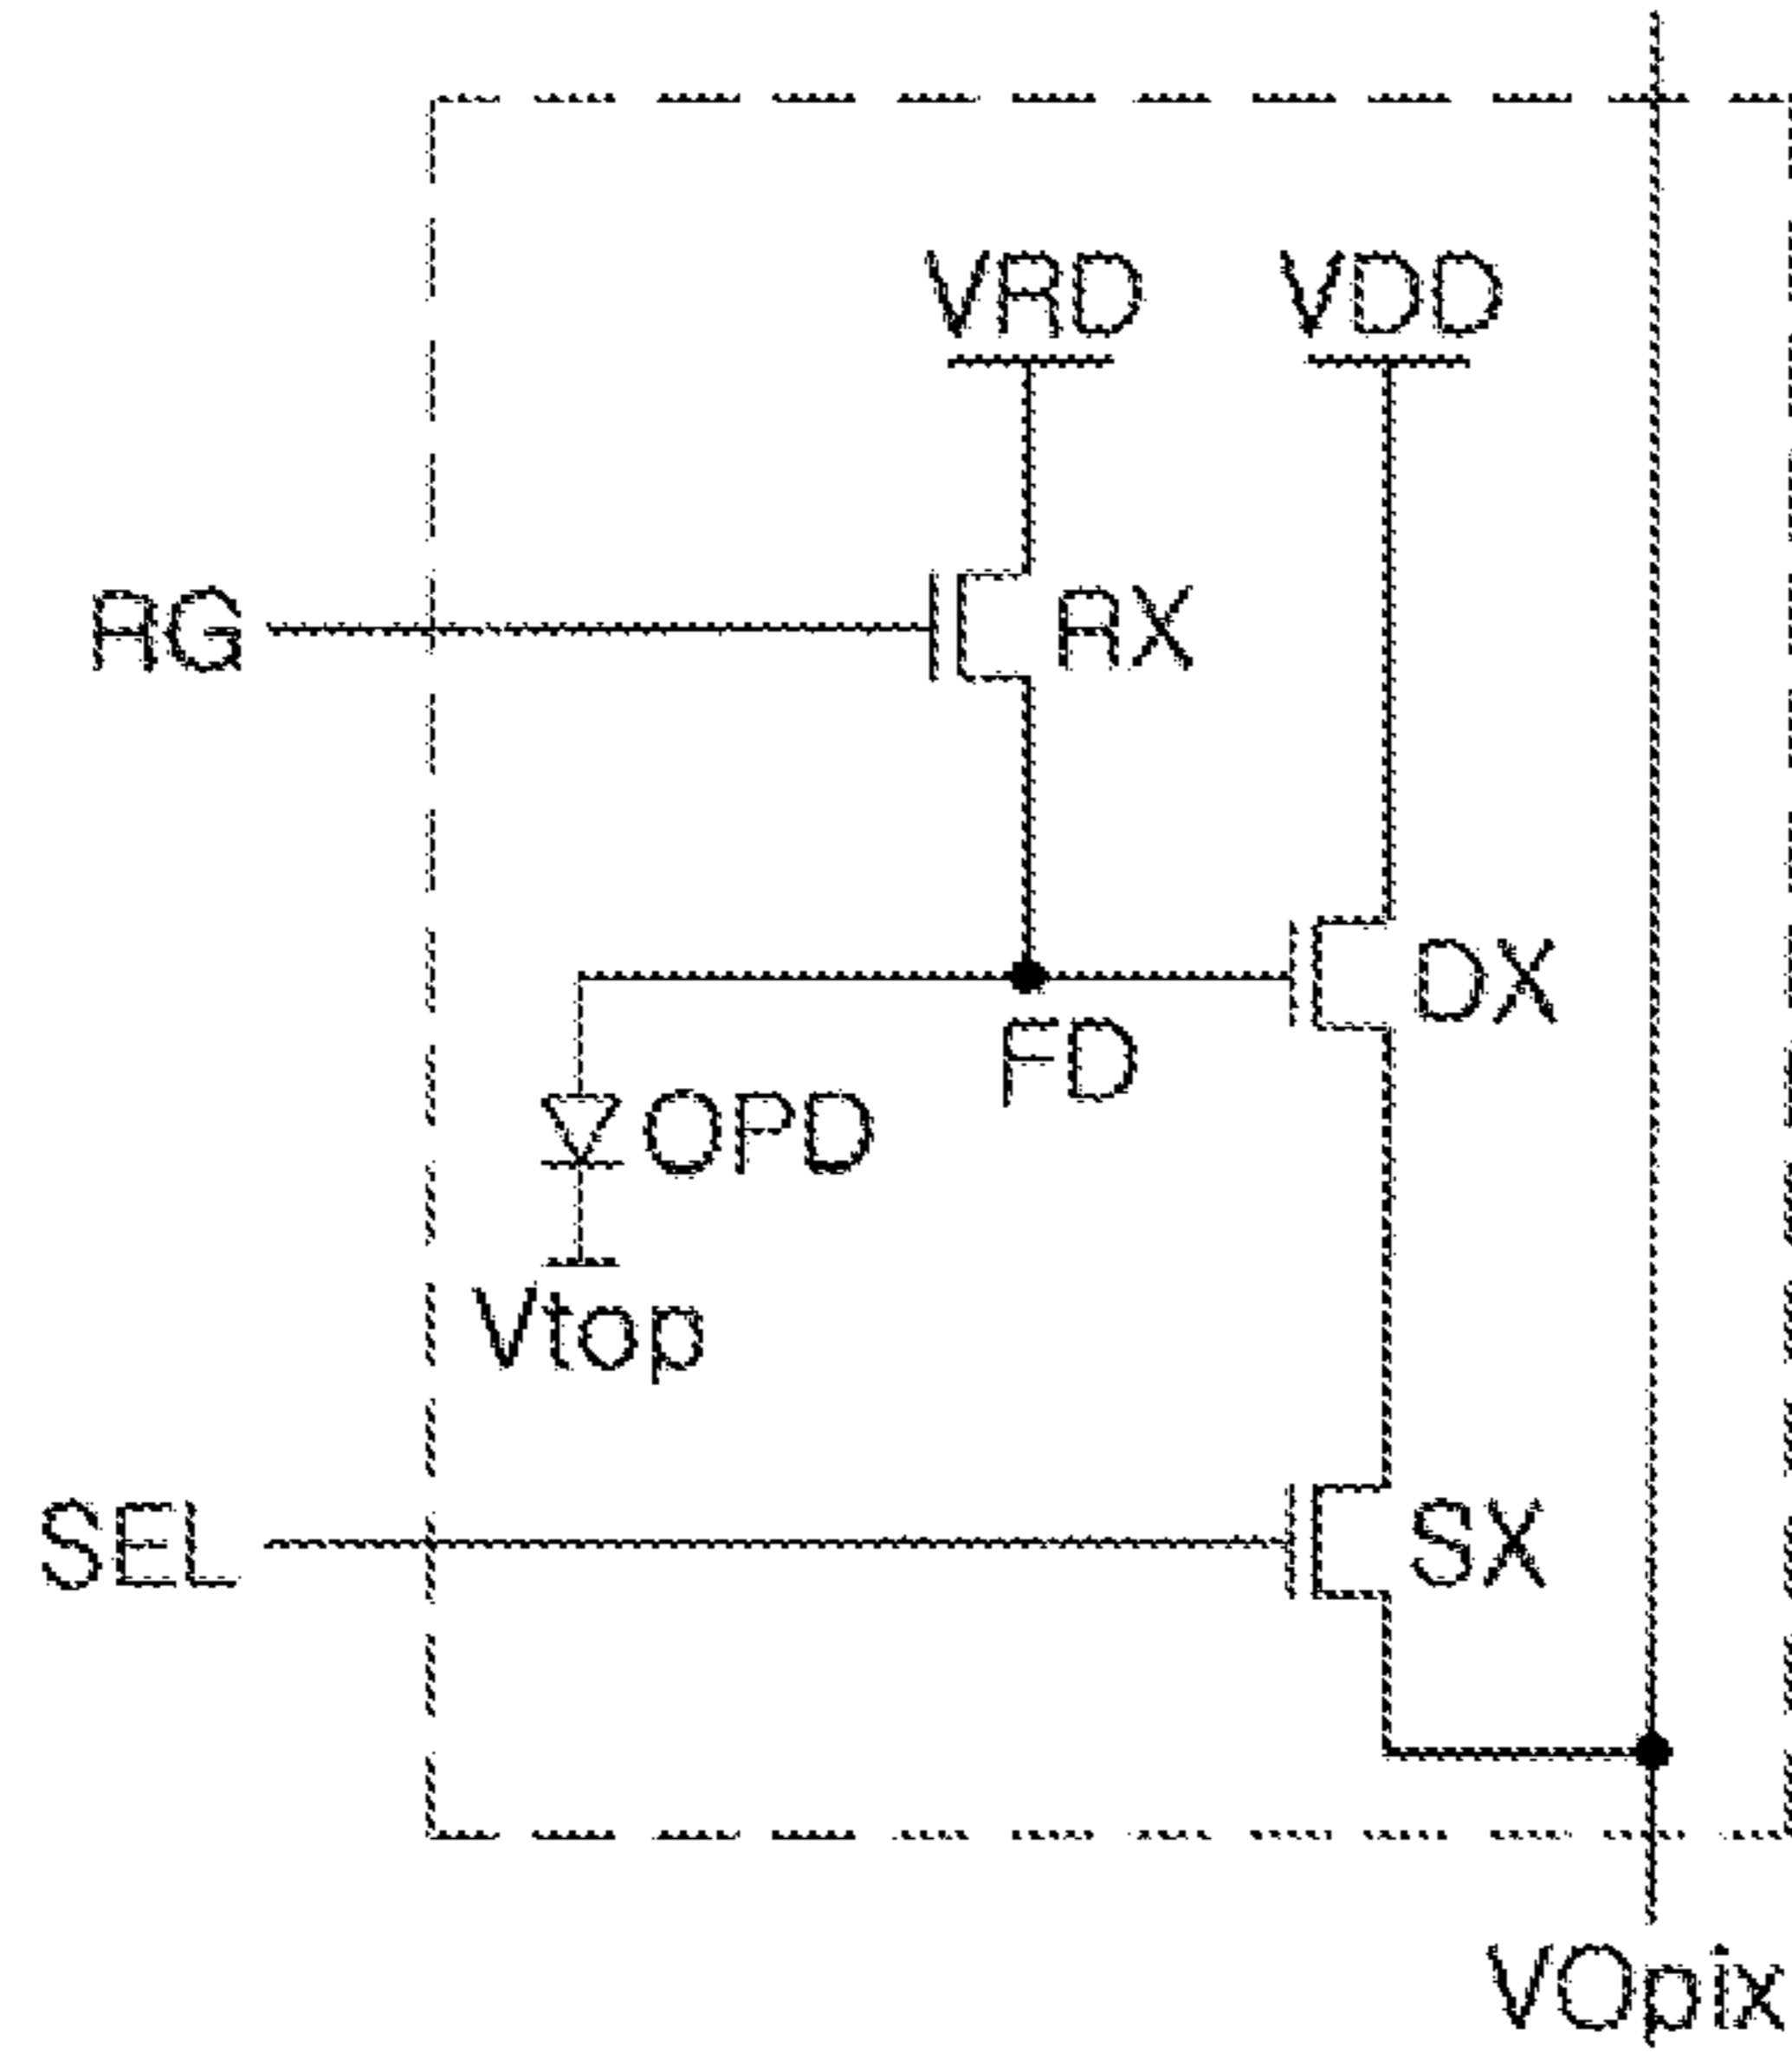 VRD VDD
RG RX
DX
FD
OPD
Vtop
SEL SX
VOpix